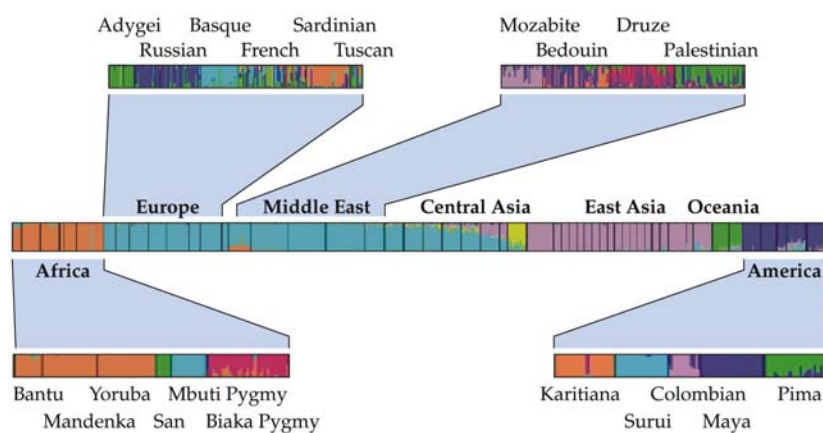 Adygei Basque Sardinian
Russian French Tuscan
Mozabite Druze
Bedouin Palestinian
Europe Middle East Central Asia East Asia Oceania
Africa America
Bantu Yoruba Mbuti Pygmy
Mandenka San Biaka Pygmy
Karitiana Colombian Pima
Surui Maya